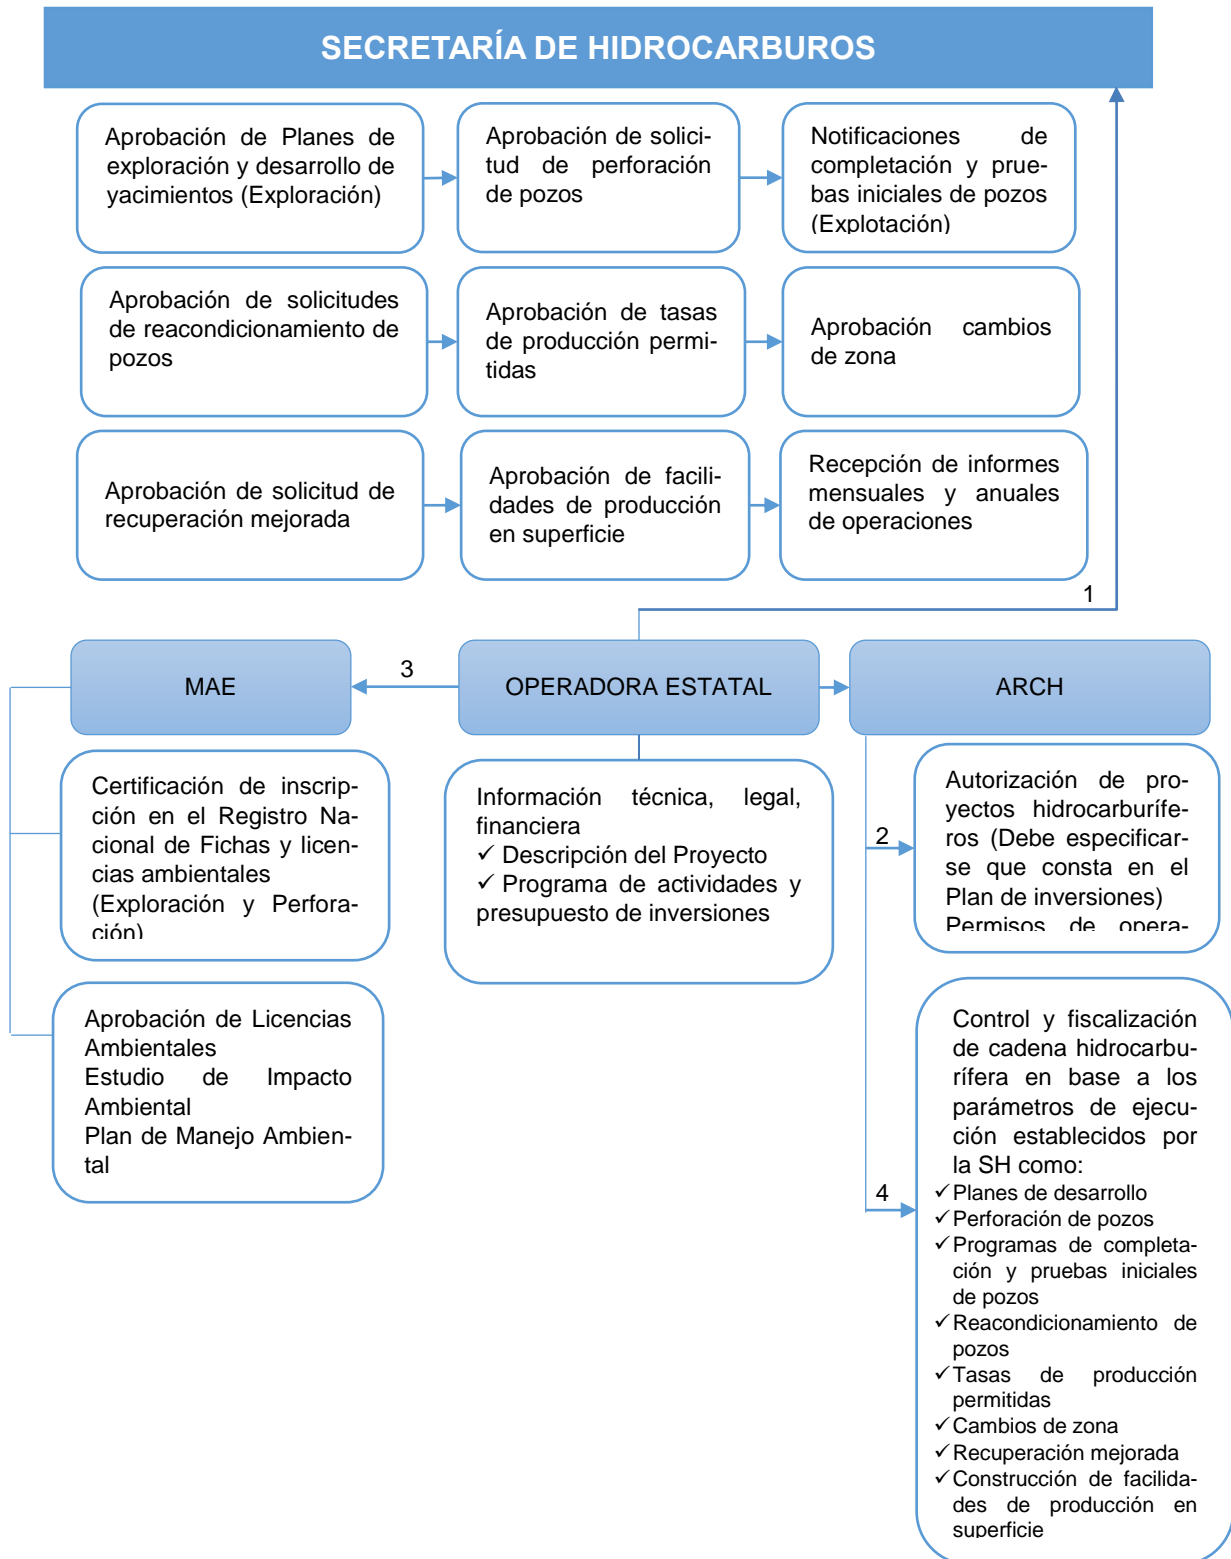 SECRETARÍA DE HIDROCARBUROS
Aprobación de Planes de
exploración y desarrollo de
yacimientos (Exploración)
Aprobación de solici-
tud de perforación
de pozos
Notificaciones de
completación y prue-
bas iniciales de pozos
(Explotación)
Aprobación de solicitudes
de reacondicionamiento de
pozos
Aprobación de tasas
de producción permi-
tidas
Aprobación cambios
de zona
Aprobación de solicitud de
recuperación mejorada
Aprobación de facili-
dades de producción
en superficie
Recepción de informes
mensuales y anuales
de operaciones
1
MAE
3
OPERADORA ESTATAL
ARCH
Certificación de inscrip-
ción en el Registro Na-
cional de Fichas y licen-
cias ambientales
(Exploración y Perfora-
ción)
Información técnica, legal,
financiera
✓ Descripción del Proyecto
✓ Programa de actividades y
presupuesto de inversiones
2
Autorización de pro-
yectos hidrocarburífe-
ros (Debe especificar-
se que consta en el
Plan de inversiones)
Permisos de opera-
Aprobación de Licencias
Ambientales
Estudio de Impacto
Ambiental
Plan de Manejo Ambien-
tal
4
Control y fiscalización
de cadena hidrocarbu-
rífera en base a los
parámetros de ejecu-
ción establecidos por
la SH como:
✓ Planes de desarrollo
✓ Perforación de pozos
✓ Programas de completa-
ción y pruebas iniciales
de pozos
✓ Reacondicionamiento de
pozos
✓ Tasas de producción
permitidas
✓ Cambios de zona
✓ Recuperación mejorada
✓ Construcción de facilida-
des de producción en
superficie